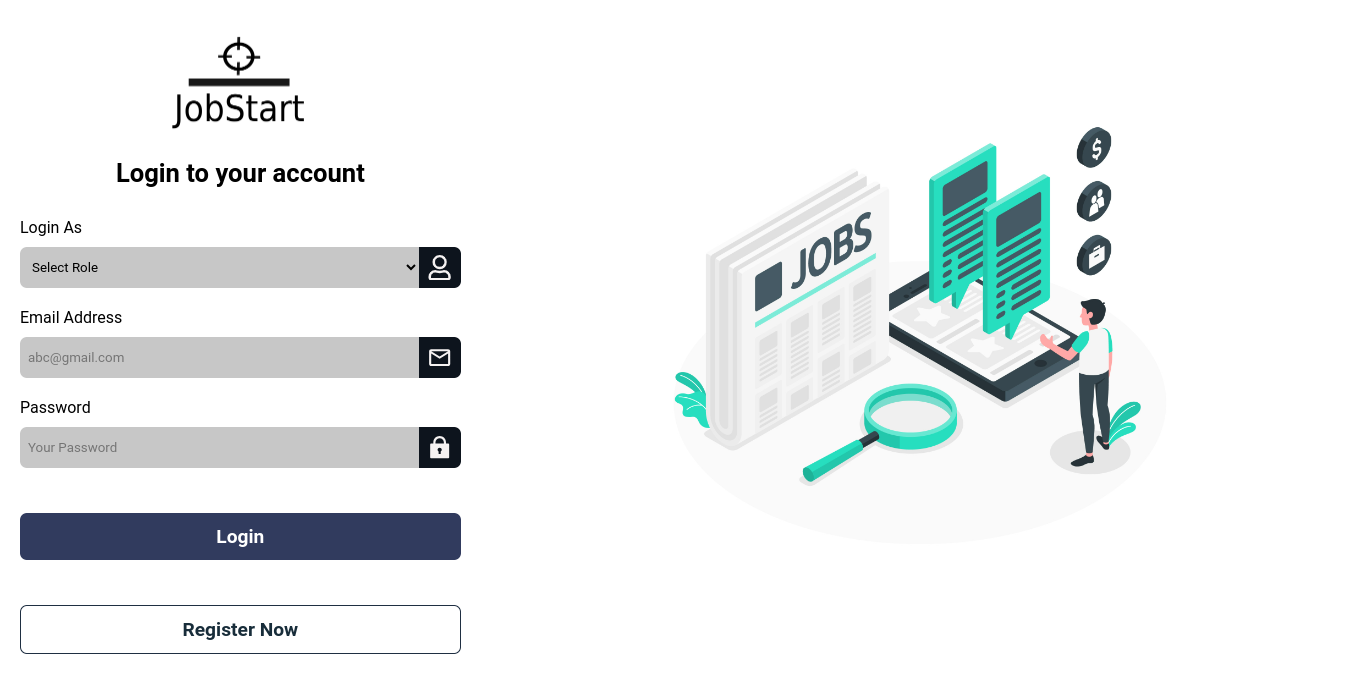 JobStart
Login to your account
Login As
Select Role
Email Address
abc@gmail.com
Password
Your Password
Login
Register Now
JOBS
$